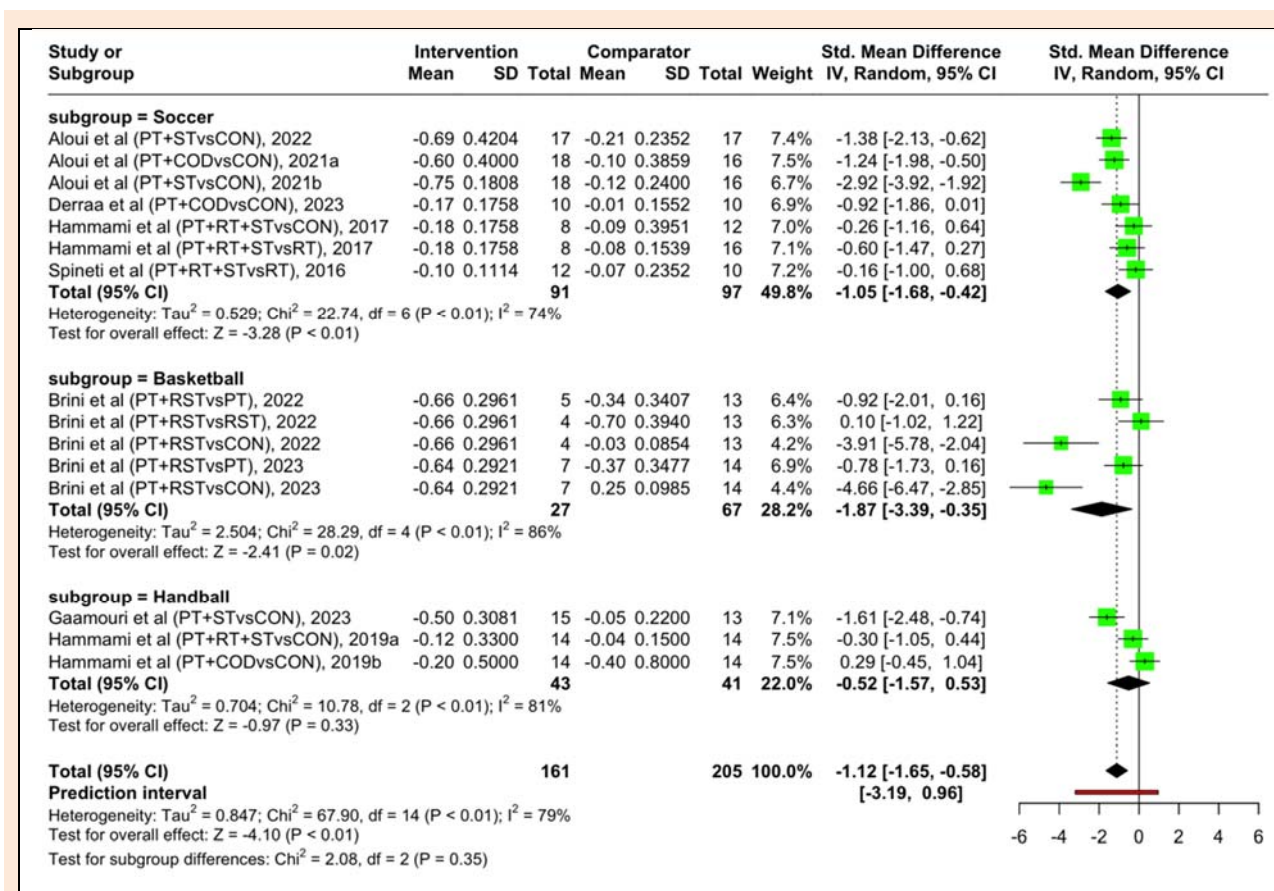 Study or Intervention Comparator Std. Mean Difference Std. Mean Difference
Subgroup Mean SD Total Mean SD Total Weight IV, Random, 95% CI IV, Random, 95% CI
subgroup = Soccer
Aloui et al (PT+STvsCON), 2022 -0.69 0.4204 17 -0.21 0.2352 17 7.4% -1.38 [-2.13, -0.62]
Aloui et al (PT+CODvsCON), 2021a -0.60 0.4000 18 -0.10 0.3859 16 7.5% -1.24 [-1.98, -0.50]
Aloui et al (PT+STvsCON), 2021b -0.75 0.1808 18 -0.12 0.2400 16 6.7% -2.92 [-3.92, -1.92]
Derraa et al (PT+CODvsCON), 2023 -0.17 0.1758 10 -0.01 0.1552 10 6.9% -0.92 [-1.86, 0.01]
Hammami et al (PT+RT+STvsCON), 2017 -0.18 0.1758 8 -0.09 0.3951 12 7.0% -0.26 [-1.16, 0.64]
Hammami et al (PT+RT+STvsRT), 2017 -0.18 0.1758 8 -0.08 0.1539 16 7.1% -0.60 [-1.47, 0.27]
Spineti et al (PT+RT+STvsRT), 2016 -0.10 0.1114 12 -0.07 0.2352 10 7.2% -0.16 [-1.00, 0.68]
Total (95% CI) 91 97 49.8% -1.05 [-1.68, -0.42]
Heterogeneity: Tau² = 0.529; Chi² = 22.74, df = 6 (P < 0.01); I² = 74%
Test for overall effect: Z = -3.28 (P < 0.01)
subgroup = Basketball
Brini et al (PT+RSTvsPT), 2022 -0.66 0.2961 5 -0.34 0.3407 13 6.4% -0.92 [-2.01, 0.16]
Brini et al (PT+RSTvsRST), 2022 -0.66 0.2961 4 -0.70 0.3940 13 6.3% 0.10 [-1.02, 1.22]
Brini et al (PT+RSTvsCON), 2022 -0.66 0.2961 4 -0.03 0.0854 13 4.2% -3.91 [-5.78, -2.04]
Brini et al (PT+RSTvsPT), 2023 -0.64 0.2921 7 -0.37 0.3477 14 6.9% -0.78 [-1.73, 0.16]
Brini et al (PT+RSTvsCON), 2023 -0.64 0.2921 7 0.25 0.0985 14 4.4% -4.66 [-6.47, -2.85]
Total (95% CI) 27 67 28.2% -1.87 [-3.39, -0.35]
Heterogeneity: Tau² = 2.504; Chi² = 28.29, df = 4 (P < 0.01); I² = 86%
Test for overall effect: Z = -2.41 (P = 0.02)
subgroup = Handball
Gaamouri et al (PT+STvsCON), 2023 -0.50 0.3081 15 -0.05 0.2200 13 7.1% -1.61 [-2.48, -0.74]
Hammami et al (PT+RT+STvsCON), 2019a -0.12 0.3300 14 -0.04 0.1500 14 7.5% -0.30 [-1.05, 0.44]
Hammami et al (PT+CODvsCON), 2019b -0.20 0.5000 14 -0.40 0.8000 14 7.5% 0.29 [-0.45, 1.04]
Total (95% CI) 43 41 22.0% -0.52 [-1.57, 0.53]
Heterogeneity: Tau² = 0.704; Chi² = 10.78, df = 2 (P < 0.01); I² = 81%
Test for overall effect: Z = -0.97 (P = 0.33)
Total (95% CI) 161 205 100.0% -1.12 [-1.65, -0.58]
Prediction interval [-3.19, 0.96]
Heterogeneity: Tau² = 0.847; Chi² = 67.90, df = 14 (P < 0.01); I² = 79%
Test for overall effect: Z = -4.10 (P < 0.01)
Test for subgroup differences: Chi² = 2.08, df = 2 (P = 0.35)
-6 -4 -2 0 2 4 6